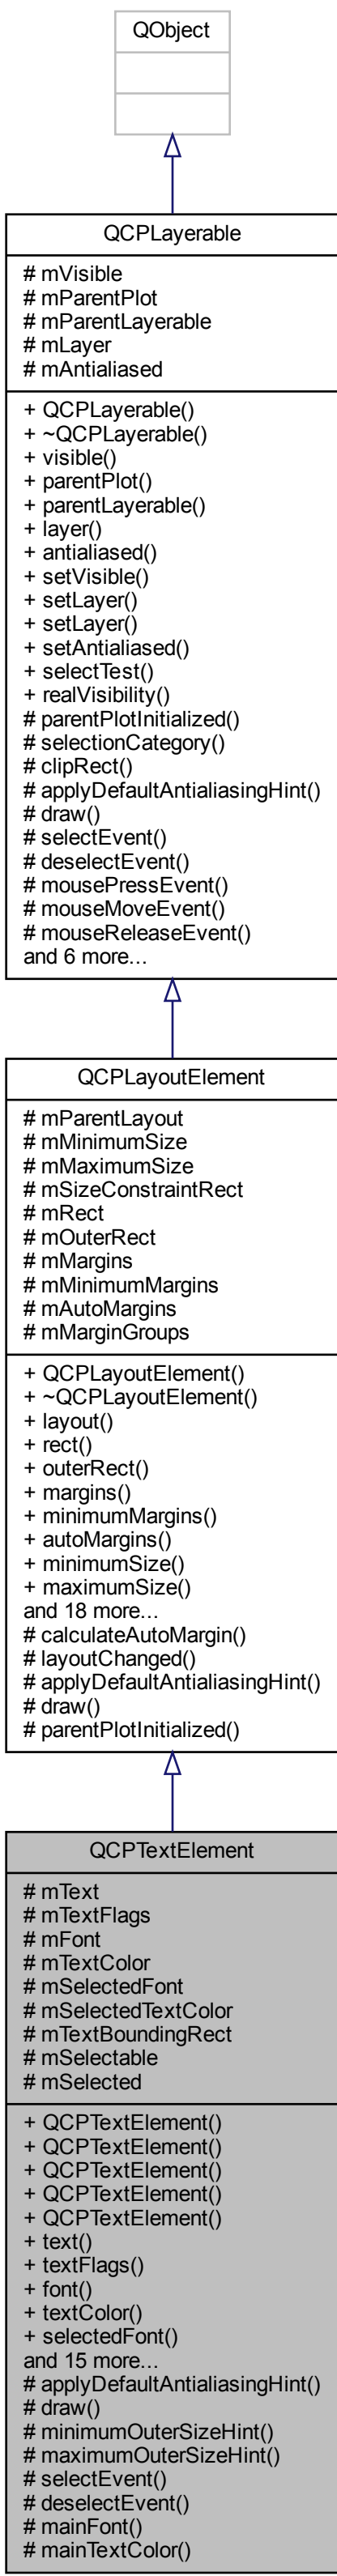 QObject
QCPLayerable
# mVisible
# mParentPlot
# mParentLayerable
# mLayer
# mAntialiased
+ QCPLayerable()
+ ~QCPLayerable()
+ visible()
+ parentPlot()
+ parentLayerable()
+ layer()
+ antialiased()
+ setVisible()
+ setLayer()
+ setLayer()
+ setAntialiased()
+ selectTest()
+ realVisibility()
# parentPlotInitialized()
# selectionCategory()
# clipRect()
# applyDefaultAntialiasingHint()
# draw()
# selectEvent()
# deselectEvent()
# mousePressEvent()
# mouseMoveEvent()
# mouseReleaseEvent()
and 6 more...
QCPLayoutElement
# mParentLayout
# mMinimumSize
# mMaximumSize
# mSizeConstraintRect
# mRect
# mOuterRect
# mMargins
# mMinimumMargins
# mAutoMargins
# mMarginGroups
+ QCPLayoutElement()
+ ~QCPLayoutElement()
+ layout()
+ rect()
+ outerRect()
+ margins()
+ minimumMargins()
+ autoMargins()
+ minimumSize()
+ maximumSize()
and 18 more...
# calculateAutoMargin()
# layoutChanged()
# applyDefaultAntialiasingHint()
# draw()
# parentPlotInitialized()
QCPTextElement
# mText
# mTextFlags
# mFont
# mTextColor
# mSelectedFont
# mSelectedTextColor
# mTextBoundingRect
# mSelectable
# mSelected
+ QCPTextElement()
+ QCPTextElement()
+ QCPTextElement()
+ QCPTextElement()
+ QCPTextElement()
+ text()
+ textFlags()
+ font()
+ textColor()
+ selectedFont()
and 15 more...
# applyDefaultAntialiasingHint()
# draw()
# minimumOuterSizeHint()
# maximumOuterSizeHint()
# selectEvent()
# deselectEvent()
# mainFont()
# mainTextColor()